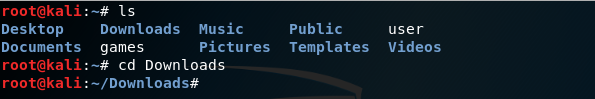 root@kali:~# ls
Desktop    Downloads  Music     Public     user
Documents  games      Pictures  Templates  Videos
root@kali:~# cd Downloads
root@kali:~/Downloads#